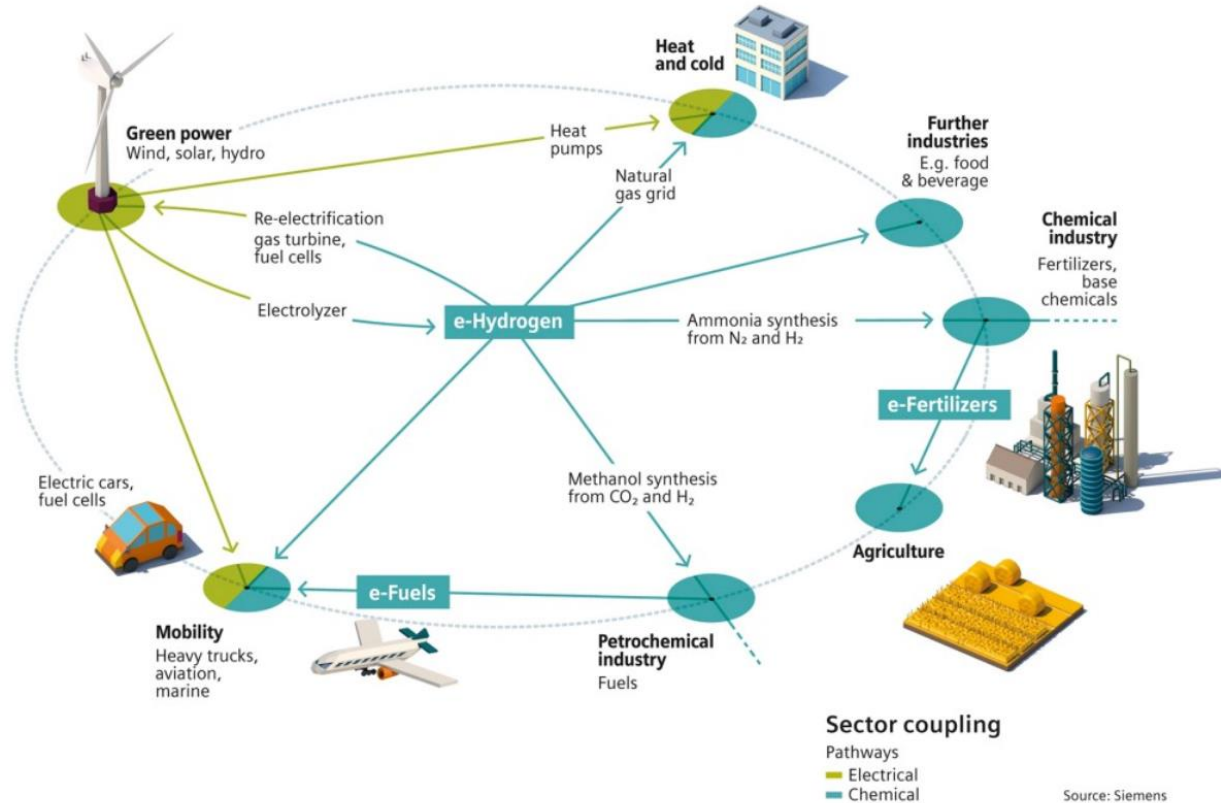 Heat
and cold
Green power
Wind, solar, hydro
Heat
pumps
Further
industries
E.g. food
& beverage
Natural
gas grid
Re-electrification
gas turbine,
fuel cells
Chemical
industry
Fertilizers,
base
chemicals
Electrolyzer
e-Hydrogen
Ammonia synthesis
from N₂ and H₂
e-Fertilizers
Electric cars,
fuel cells
Methanol synthesis
from CO₂ and H₂
Agriculture
e-Fuels
Mobility
Heavy trucks,
aviation,
marine
Petrochemical
industry
Fuels
Sector coupling
Pathways
Electrical
Chemical
Source: Siemens